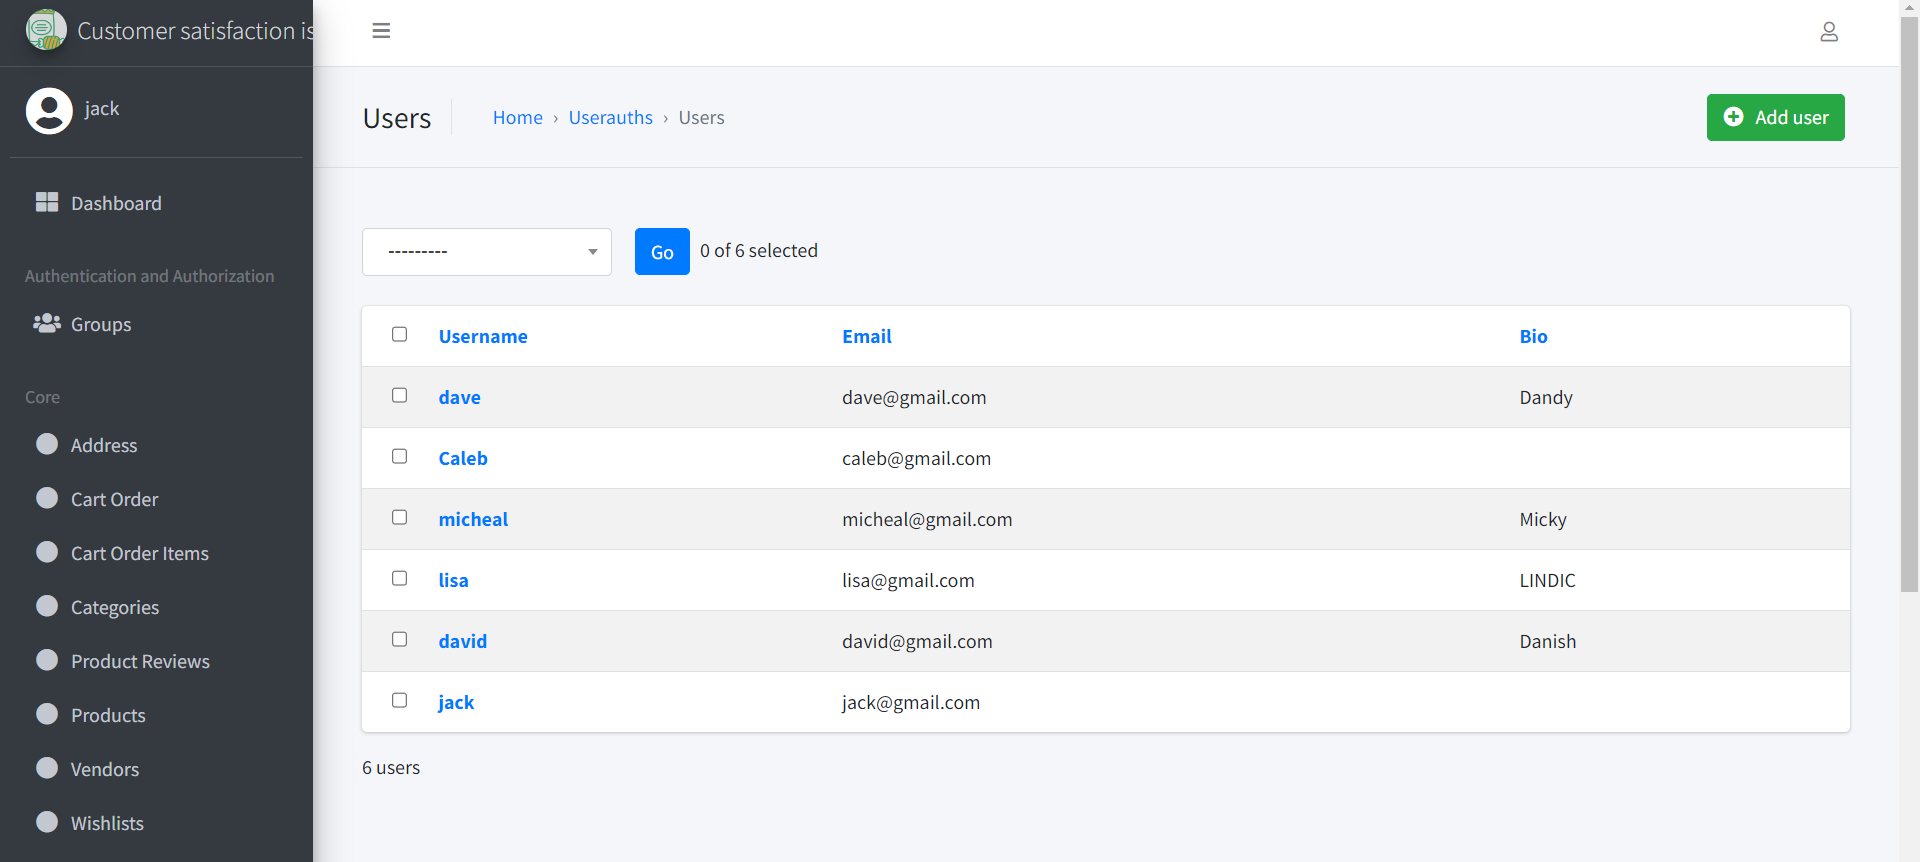 Customer satisfaction is
jack
Dashboard
Authentication and Authorization
Groups
Core
Address
Cart Order
Cart Order Items
Categories
Product Reviews
Products
Vendors
Wishlists
Users
Home › Userauths › Users
Add user
---------
Go
0 of 6 selected
Username Email Bio
dave dave@gmail.com Dandy
Caleb caleb@gmail.com
micheal micheal@gmail.com Micky
lisa lisa@gmail.com LINDIC
david david@gmail.com Danish
jack jack@gmail.com
6 users